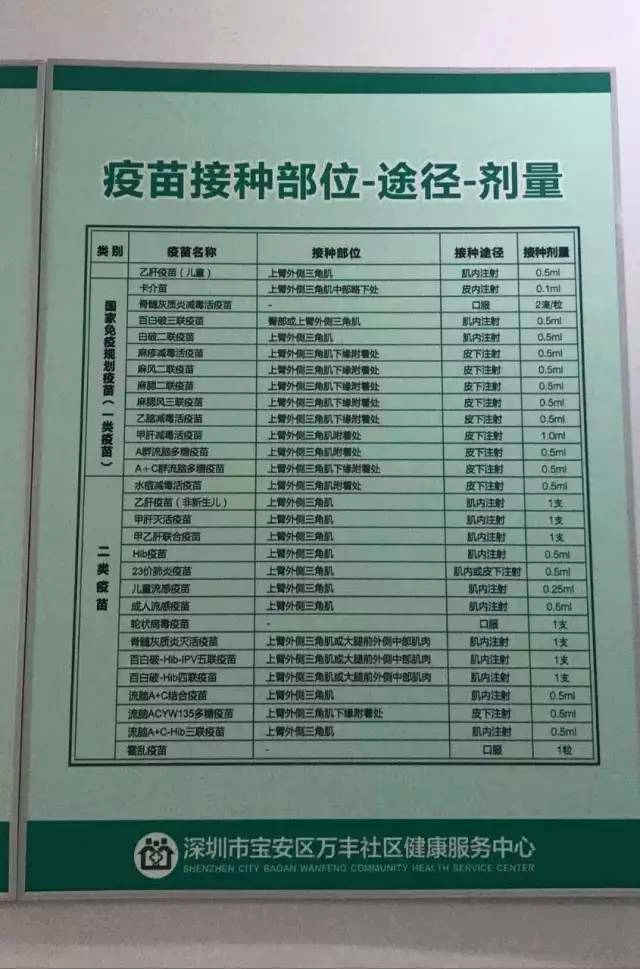 疫苗接种部位-途径-剂量
类别 疫苗名称 接种部位 接种途径 接种剂量
国家免疫规划疫苗(一类疫苗)
乙肝疫苗(儿童) 上臂外侧三角肌 肌内注射 0.5ml
卡介苗 上臂外侧三角肌中部略下处 皮内注射 0.1ml
骨髓灰质炎减毒活疫苗 - 口服 2滴/粒
百白破三联疫苗 臀部或上臂外侧三角肌 肌内注射 0.5ml
白破二联疫苗 上臂外侧三角肌 肌内注射 0.5ml
麻疹减毒活疫苗 上臂外侧三角肌下缘附着处 皮下注射 0.5ml
麻风二联疫苗 上臂外侧三角肌下缘附着处 皮下注射 0.5ml
麻腮二联疫苗 上臂外侧三角肌下缘附着处 皮下注射 0.5ml
麻腮风三联疫苗 上臂外侧三角肌下缘附着处 皮下注射 0.5ml
乙脑减毒活疫苗 上臂外侧三角肌下缘附着处 皮下注射 0.5ml
甲肝减毒活疫苗 上臂外侧三角肌附着处 皮下注射 1.0ml
A群流脑多糖疫苗 上臂外侧三角肌附着处 皮下注射 0.5ml
A+C群流脑多糖疫苗 上臂外侧三角肌下缘附着处 皮下注射 0.5ml
二类疫苗
水痘减毒活疫苗 上臂外侧三角肌附着处 皮下注射 0.5ml
乙肝疫苗(非新生儿) 上臂外侧三角肌 肌内注射 1支
甲肝灭活疫苗 上臂外侧三角肌 肌内注射 1支
甲乙肝联合疫苗 上臂外侧三角肌 肌内注射 1支
Hib疫苗 上臂外侧三角肌 肌内注射 0.5ml
23价肺炎疫苗 上臂外侧三角肌 肌内或皮下注射 0.5ml
儿童流感疫苗 上臂外侧三角肌 肌内注射 0.25ml
成人流感疫苗 上臂外侧三角肌 肌内注射 0.5ml
轮状病毒疫苗 - 口服 1支
脊髓灰质炎灭活疫苗 上臂外侧三角肌或大腿前外侧中部肌肉 肌内注射 1支
百白破-Hib-IPV五联疫苗 上臂外侧三角肌或大腿前外侧中部肌肉 肌内注射 1支
百白破-Hib四联疫苗 上臂外侧三角肌或大腿前外侧中部肌肉 肌内注射 1支
流脑A+C结合疫苗 上臂外侧三角肌 肌内注射 0.5ml
流脑ACYW135多糖疫苗 上臂外侧三角肌下缘附着处 皮下注射 0.5ml
流脑A+C-Hib三联疫苗 上臂外侧三角肌 肌内注射 0.5ml
霍乱疫苗 - 口服 1粒
深圳市宝安区万丰社区健康服务中心
SHENZHEN CITY BAOAN WANFENG COMMUNITY HEALTH SERVICE CENTER